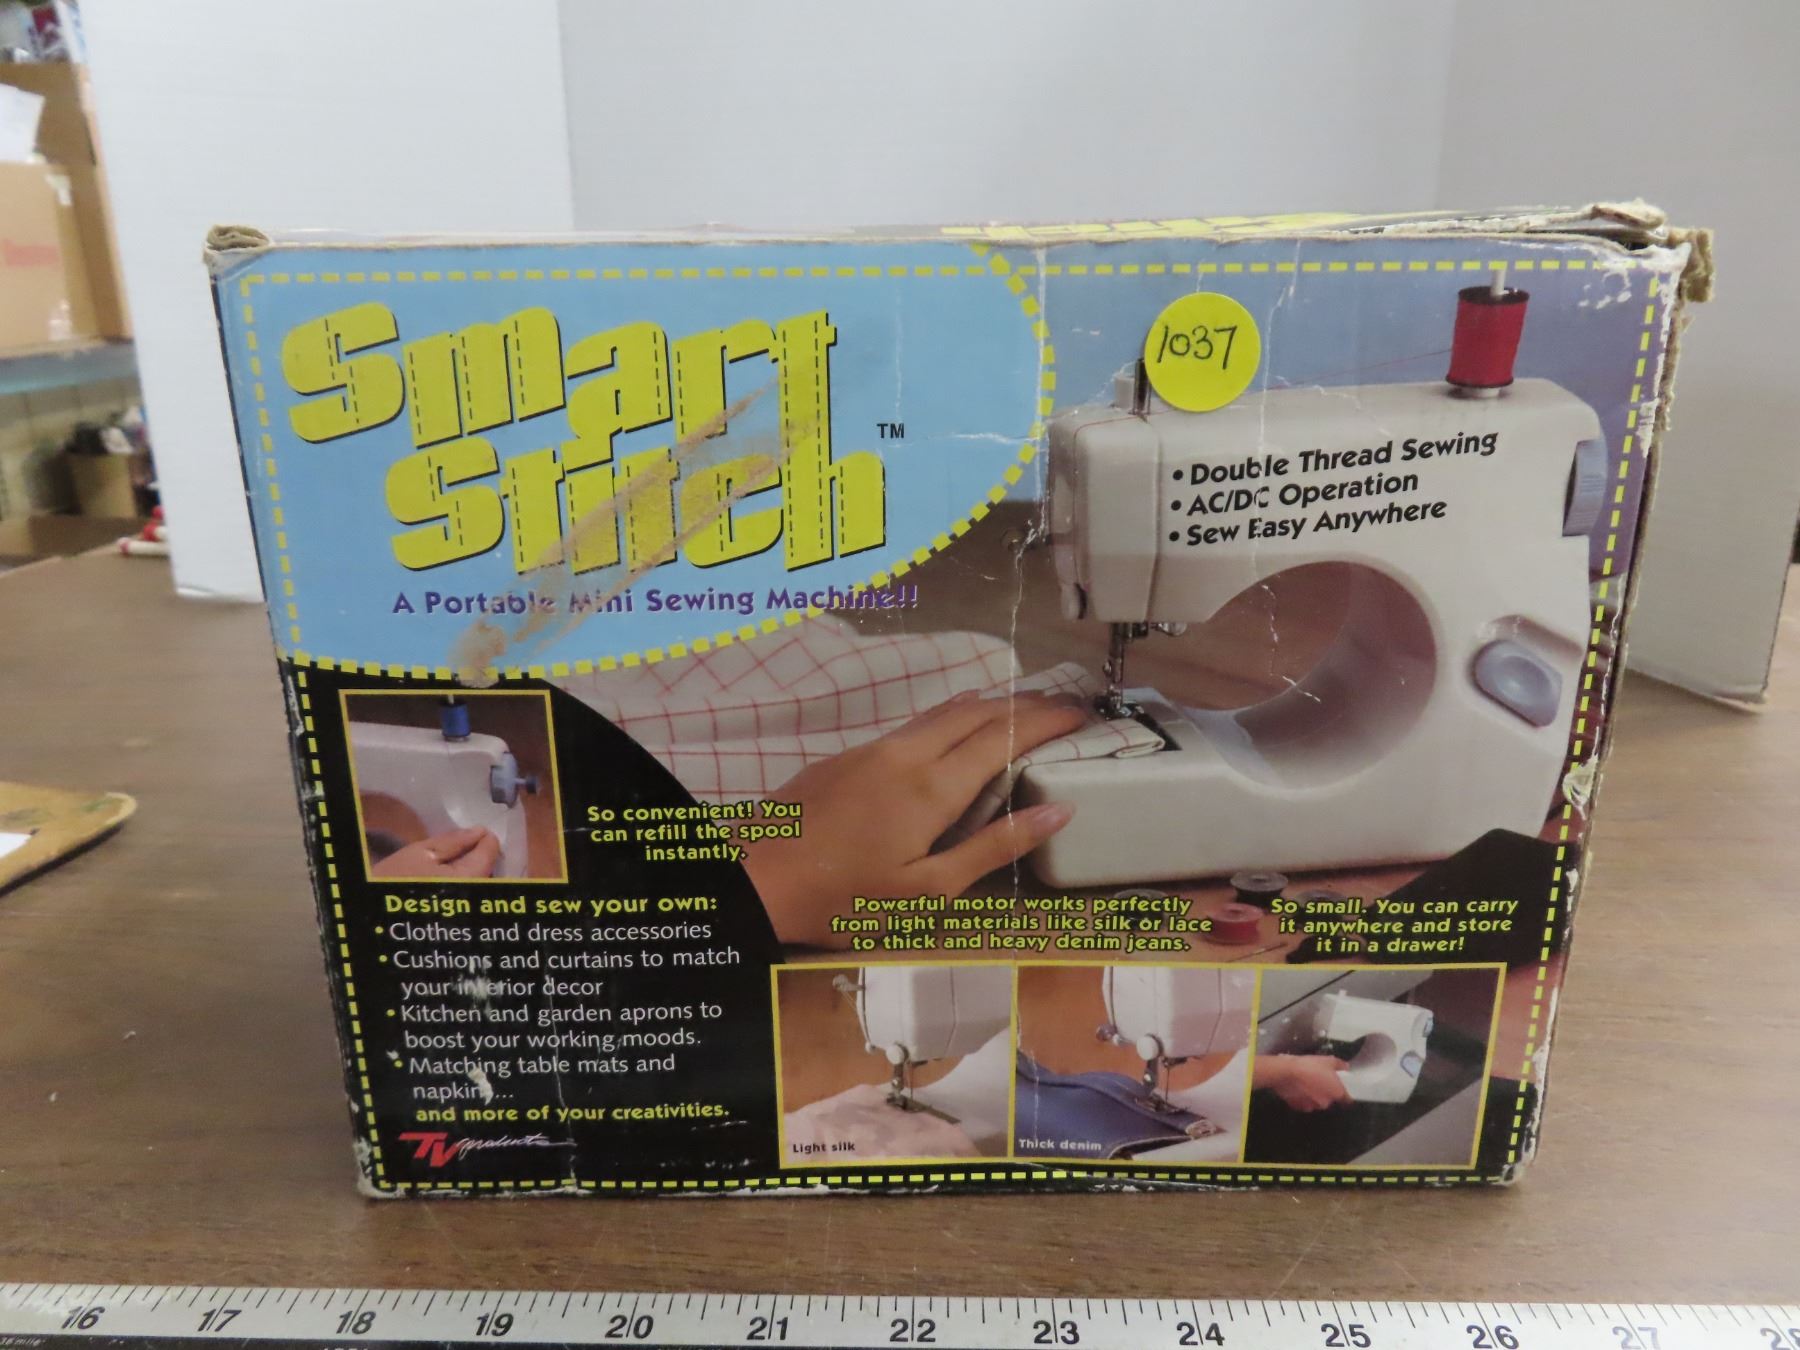 Smart
Stitch
TM
A Portable Mini Sewing Machine!!
1037
• Double Thread Sewing
• AC/DC Operation
• Sew Easy Anywhere
So convenient! You
can refill the spool
instantly.
Design and sew your own:
• Clothes and dress accessories
• Cushions and curtains to match
your interior decor
• Kitchen and garden aprons to
boost your working moods.
• Matching table mats and
napkin...
and more of your creativities.
TV products
Powerful motor works perfectly
from light materials like silk or lace
to thick and heavy denim jeans.
So small. You can carry
it anywhere and store
it in a drawer!
Light silk
Thick denim
16 17 18 19 20 21 22 23 24 25 26 27 28